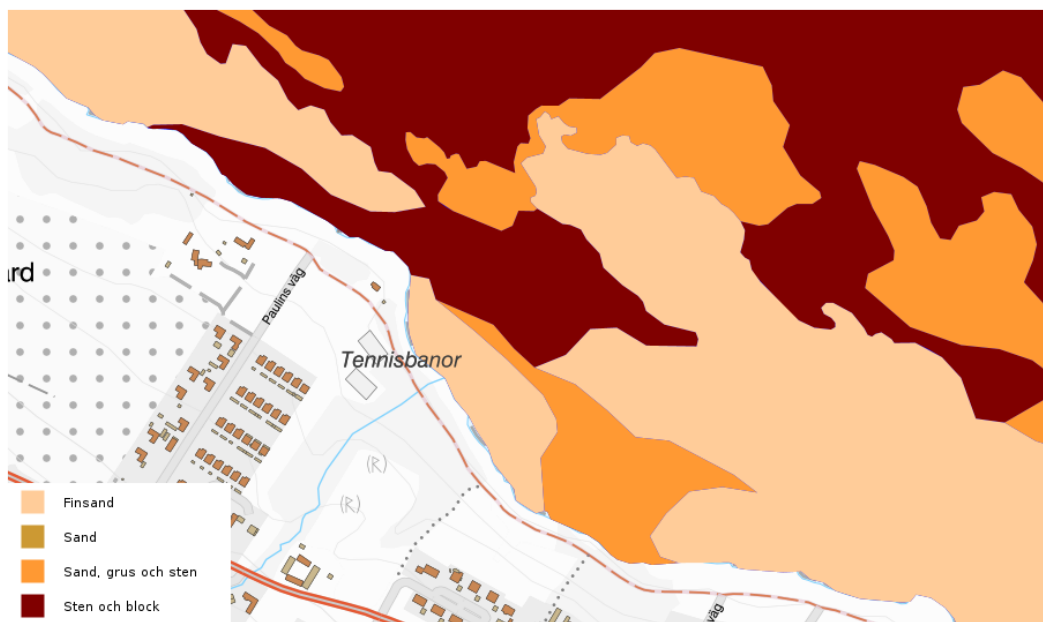 ard
Paulins väg
Tennisbanor
(R)
(R)
Finsand
Sand
Sand, grus och sten
Sten och block
väg